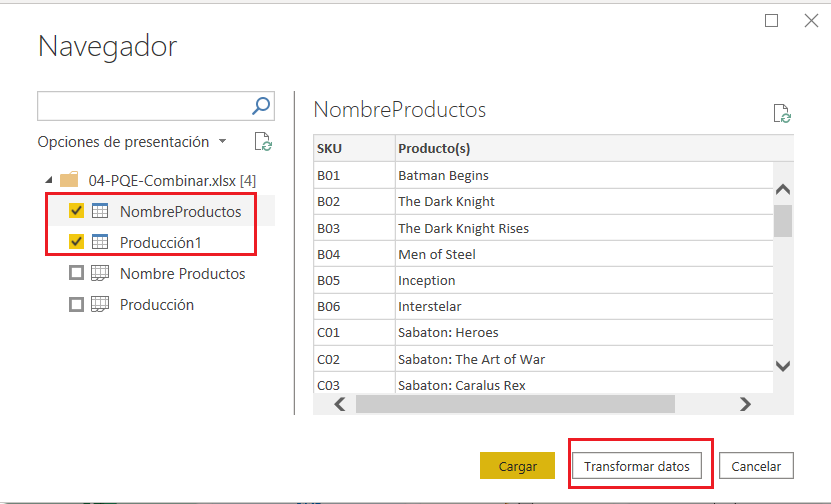 Navegador
Opciones de presentación
04-PQE-Combinar.xlsx [4]
NombreProductos
Producción1
Nombre Productos
Producción
NombreProductos
SKU Producto(s)
B01 Batman Begins
B02 The Dark Knight
B03 The Dark Knight Rises
B04 Men of Steel
B05 Inception
B06 Interstelar
C01 Sabaton: Heroes
C02 Sabaton: The Art of War
C03 Sabaton: Caralus Rex
Cargar Transformar datos Cancelar